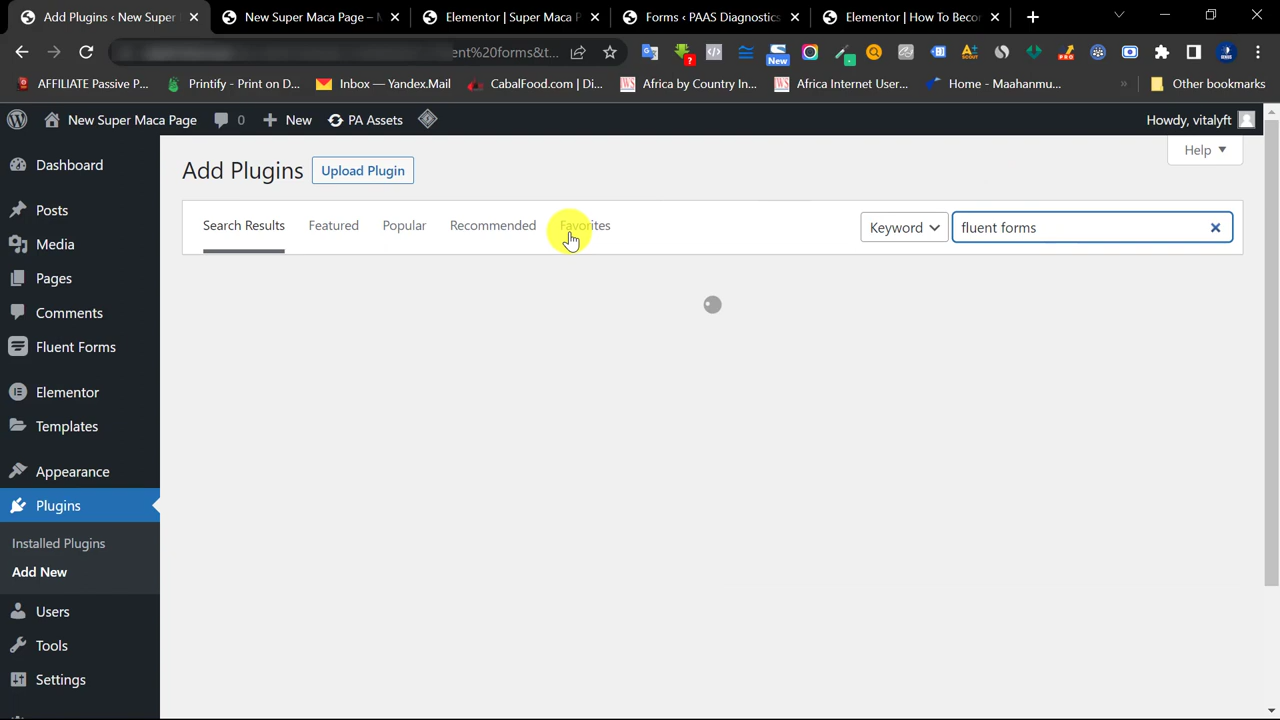 Add Plugins ‹ New Super
New Super Maca Page –
Elementor | Super Maca P
Forms ‹ PAAS Diagnostics
Elementor | How To Becor
ent%20forms&t...
New
PRO
AFFILIATE Passive P...
Printify - Print on D...
Inbox — Yandex.Mail
CabalFood.com | Di...
Africa by Country In...
Africa Internet User...
Home - Maahanmu...
»
Other bookmarks
New Super Maca Page
0
New
PA Assets
Howdy, vitalyft
Dashboard
Posts
Media
Pages
Comments
Fluent Forms
Elementor
Templates
Appearance
Plugins
Installed Plugins
Add New
Users
Tools
Settings
Help
Add Plugins
Upload Plugin
Search Results
Featured
Popular
Recommended
Favorites
Keyword
fluent forms